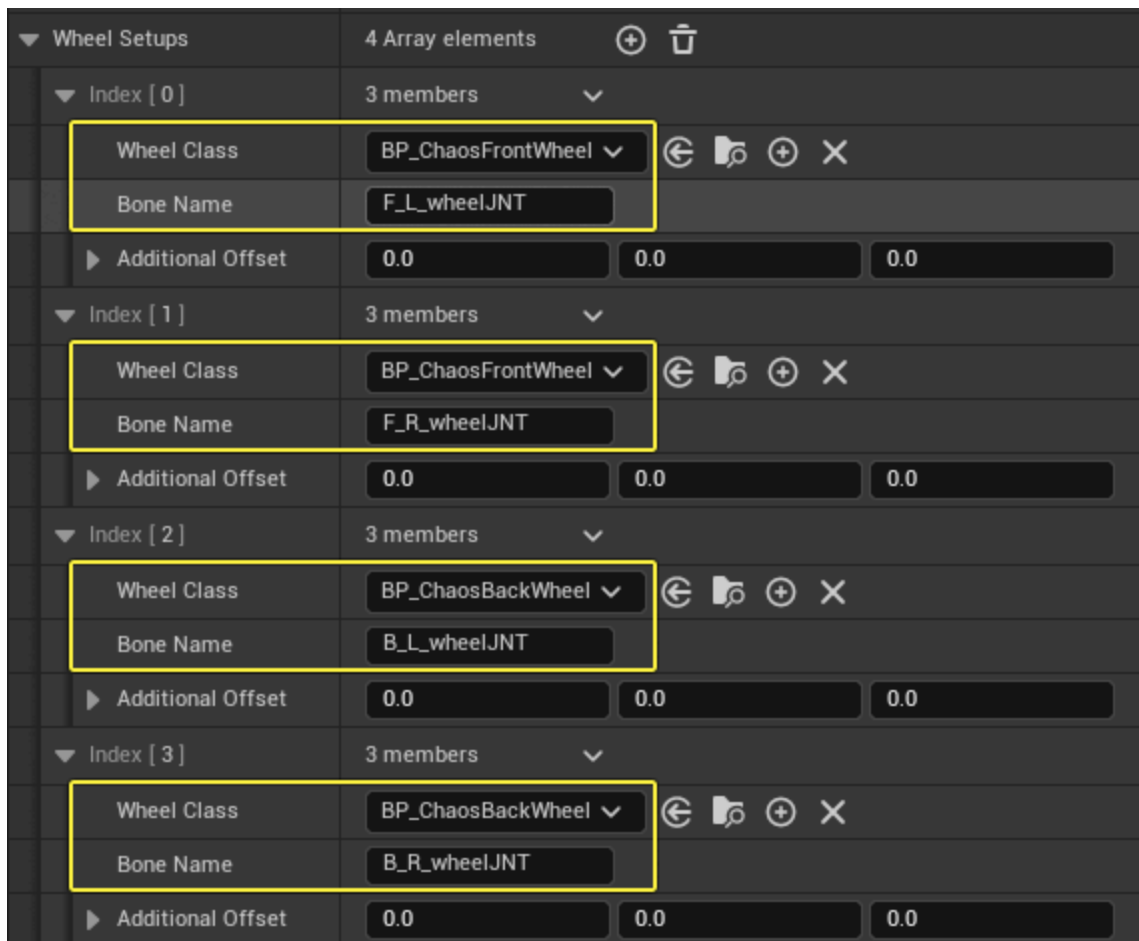 Wheel Setups 4 Array elements
Index [ 0 ] 3 members
Wheel Class BP_ChaosFrontWheel
Bone Name F_L_wheelJNT
Additional Offset 0.0 0.0 0.0
Index [ 1 ] 3 members
Wheel Class BP_ChaosFrontWheel
Bone Name F_R_wheelJNT
Additional Offset 0.0 0.0 0.0
Index [ 2 ] 3 members
Wheel Class BP_ChaosBackWheel
Bone Name B_L_wheelJNT
Additional Offset 0.0 0.0 0.0
Index [ 3 ] 3 members
Wheel Class BP_ChaosBackWheel
Bone Name B_R_wheelJNT
Additional Offset 0.0 0.0 0.0